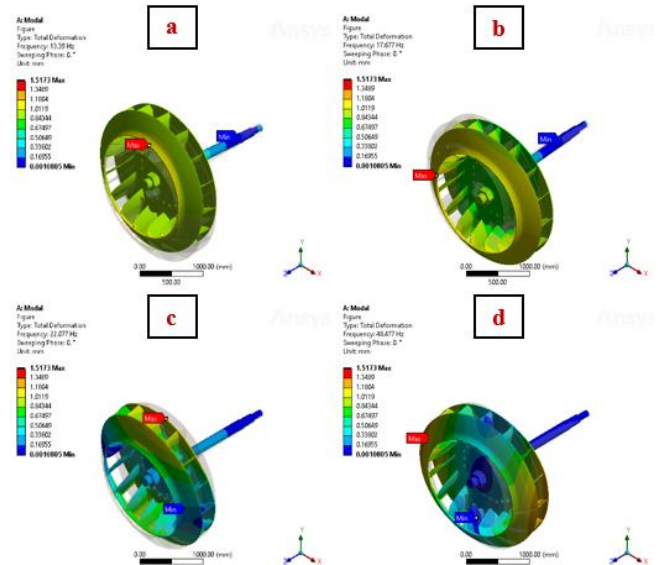 a
A: Modal
Figure
Type: Total Deformation
Frequency: 13.39 Hz
Sweeping Phase: 0. °
Unit: mm
1.5173 Max
1.3489
1.1804
1.0119
0.84344
0.67497
0.50649
0.33802
0.16955
0.0010805 Min
Max
Min
Ansys
0.00
1000.00 (mm)
500.00
Y
Z
X
b
A: Modal
Figure
Type: Total Deformation
Frequency: 17.677 Hz
Sweeping Phase: 0. °
Unit: mm
1.5173 Max
1.3489
1.1804
1.0119
0.84344
0.67497
0.50649
0.33802
0.16955
0.0010805 Min
Max
Min
Ansys
0.00
1000.00 (mm)
500.00
Y
Z
X
c
A: Modal
Figure
Type: Total Deformation
Frequency: 22.077 Hz
Sweeping Phase: 0. °
Unit: mm
1.5173 Max
1.3489
1.1804
1.0119
0.84344
0.67497
0.50649
0.33802
0.16955
0.0010805 Min
Max
Min
Ansys
0.00
1000.00 (mm)
Y
Z
X
d
A: Modal
Figure
Type: Total Deformation
Sweeping Phase: 0. °
Unit: mm
1.5173 Max
1.3489
1.1804
1.0119
0.84344
0.67497
0.50649
0.33802
0.16955
0.0010805 Min
Max
Min
Ansys
0.00
1000.00 (mm)
Y
Z
X